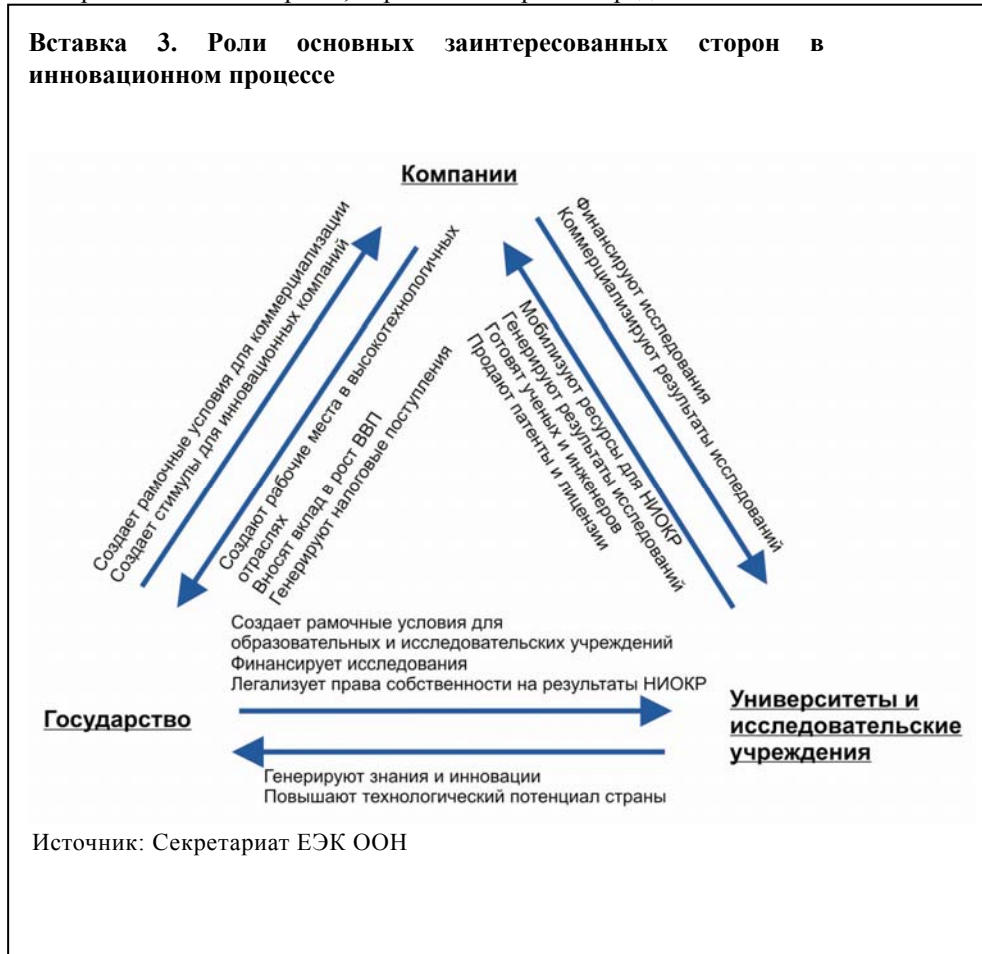 Вставка 3. Роли основных заинтересованных сторон в
инновационном процессе
Компании
Создает рамочные условия для коммерциализации
Создает стимулы для инновационных компаний
Создают рабочие места в высокотехнологичных
отраслях
Вносят вклад в рост ВВП
Генерируют налоговые поступления
Финансируют исследования
Коммерциализируют результаты исследований
Мобилизуют ресурсы для НИОКР
Генерируют результаты исследований
Готовят ученых и инженеров
Продают патенты и лицензии
Создает рамочные условия для
образовательных и исследовательских учреждений
Финансирует исследования
Легализует права собственности на результаты НИОКР
Государство
Университеты и
исследовательские
учреждения
Генерируют знания и инновации
Повышают технологический потенциал страны
Источник: Секретариат ЕЭК ООН